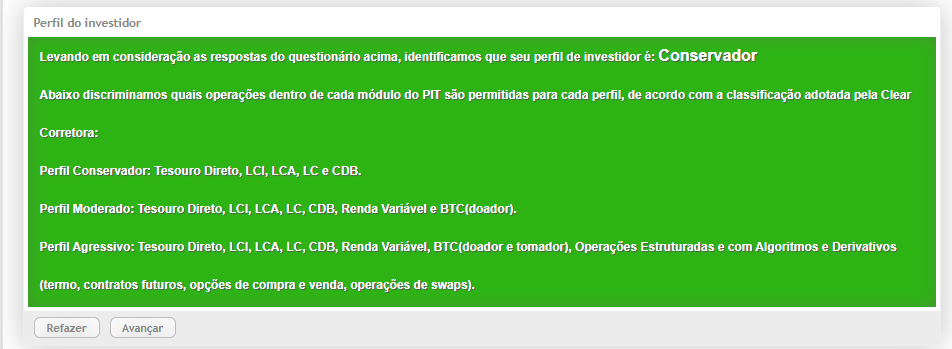 Perfil do investidor
Levando em consideração as respostas do questionário acima, identificamos que seu perfil de investidor é: Conservador
Abaixo discriminamos quais operações dentro de cada módulo do PIT são permitidas para cada perfil, de acordo com a classificação adotada pela Clear
Corretora:
Perfil Conservador: Tesouro Direto, LCI, LCA, LC e CDB.
Perfil Moderado: Tesouro Direto, LCI, LCA, LC, CDB, Renda Variável e BTC(doador).
Perfil Agressivo: Tesouro Direto, LCI, LCA, LC, CDB, Renda Variável, BTC(doador e tomador), Operações Estruturadas e com Algoritmos e Derivativos
(termo, contratos futuros, opções de compra e venda, operações de swaps).
Refazer Avançar